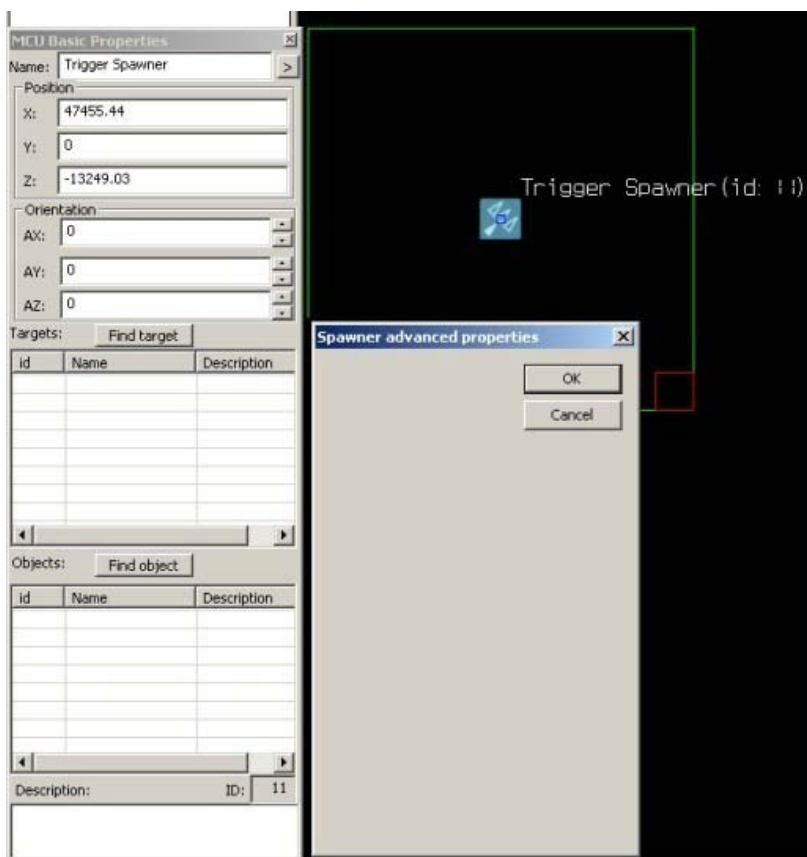 MCU Basic Properties
Name: Trigger Spawner >
Position
X: 47455.44
Y: 0
Z: -13249.03
Orientation
AX: 0
AY: 0
AZ: 0
Targets: Find target
id Name Description
Objects: Find object
id Name Description
Description: ID: 11
Trigger Spawner(id: 11)
Spawner advanced properties
OK
Cancel